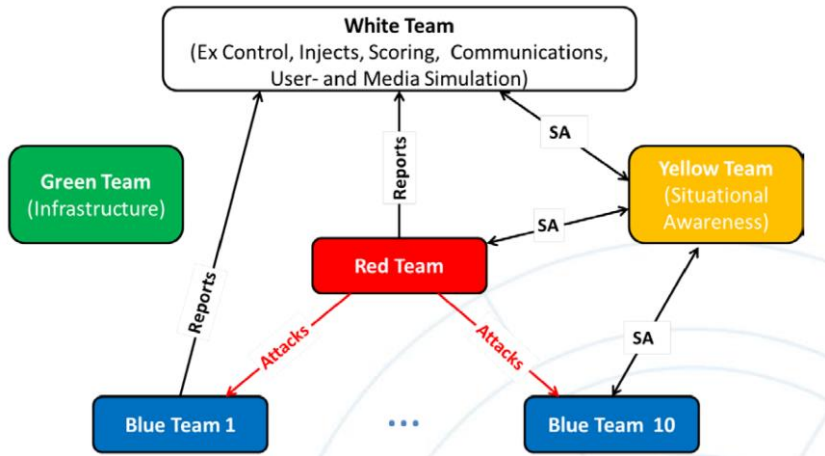 White Team
(Ex Control, Injects, Scoring, Communications,
User- and Media Simulation)
SA
Green Team
(Infrastructure)
Reports
Yellow Team
(Situational
Awareness)
SA
Red Team
Reports
Attacks
Attacks
SA
Blue Team 1
...
Blue Team 10